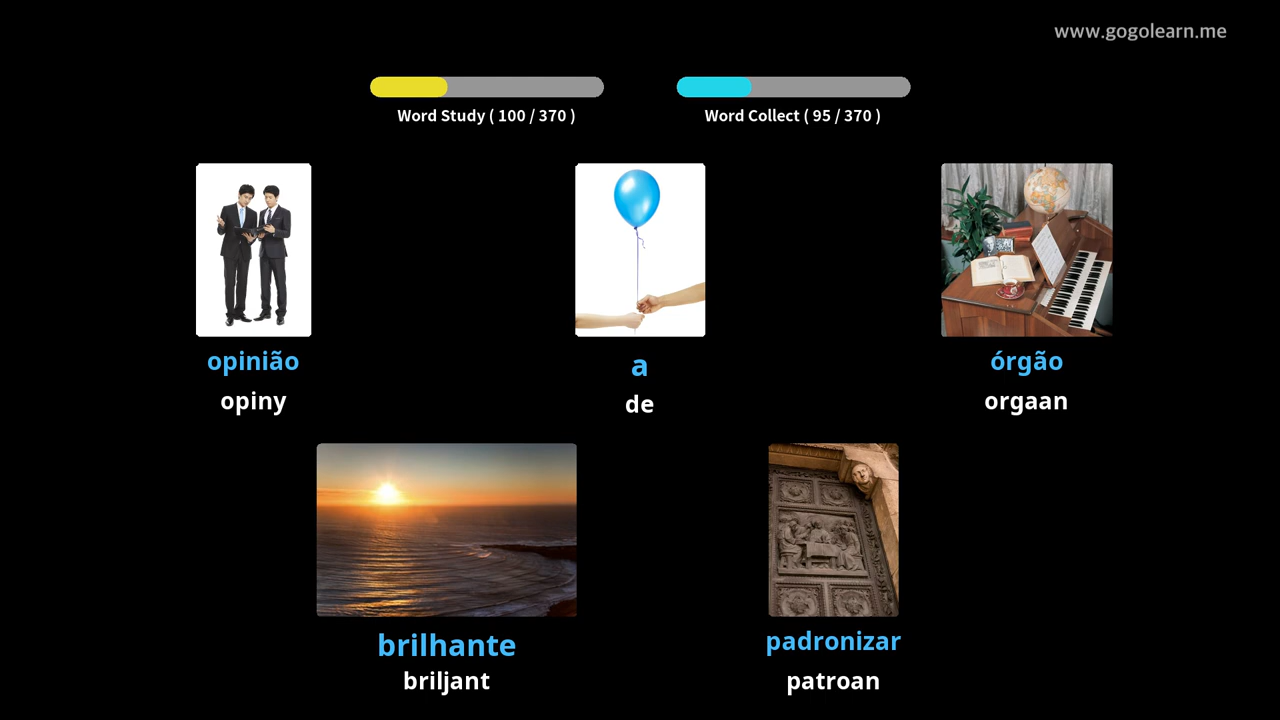 www.gogolearn.me
Word Study ( 100 / 370 )
Word Collect ( 95 / 370 )
opinião
opiny
a
de
órgão
orgaan
brilhante
briljant
padronizar
patroan